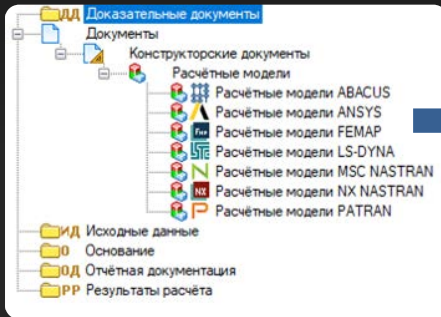 ДД Доказательные документы
Документы
Конструкторские документы
Расчётные модели
Расчётные модели ABACUS
Расчётные модели ANSYS
Расчётные модели FEMAP
Расчётные модели LS-DYNA
Расчётные модели MSC NASTRAN
NX Расчётные модели NX NASTRAN
Расчётные модели PATRAN
ИД Исходные данные
О Основание
ОД Отчётная документация
РР Результаты расчёта